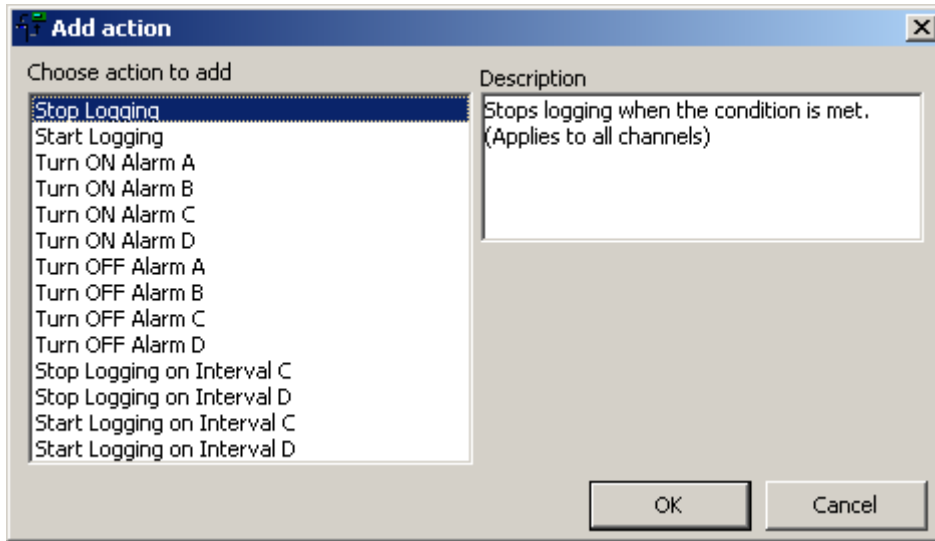 Add action
Choose action to add
Stop Logging
Start Logging
Turn ON Alarm A
Turn ON Alarm B
Turn ON Alarm C
Turn ON Alarm D
Turn OFF Alarm A
Turn OFF Alarm B
Turn OFF Alarm C
Turn OFF Alarm D
Stop Logging on Interval C
Stop Logging on Interval D
Start Logging on Interval C
Start Logging on Interval D
Description
Stops logging when the condition is met.
(Applies to all channels)
OK
Cancel